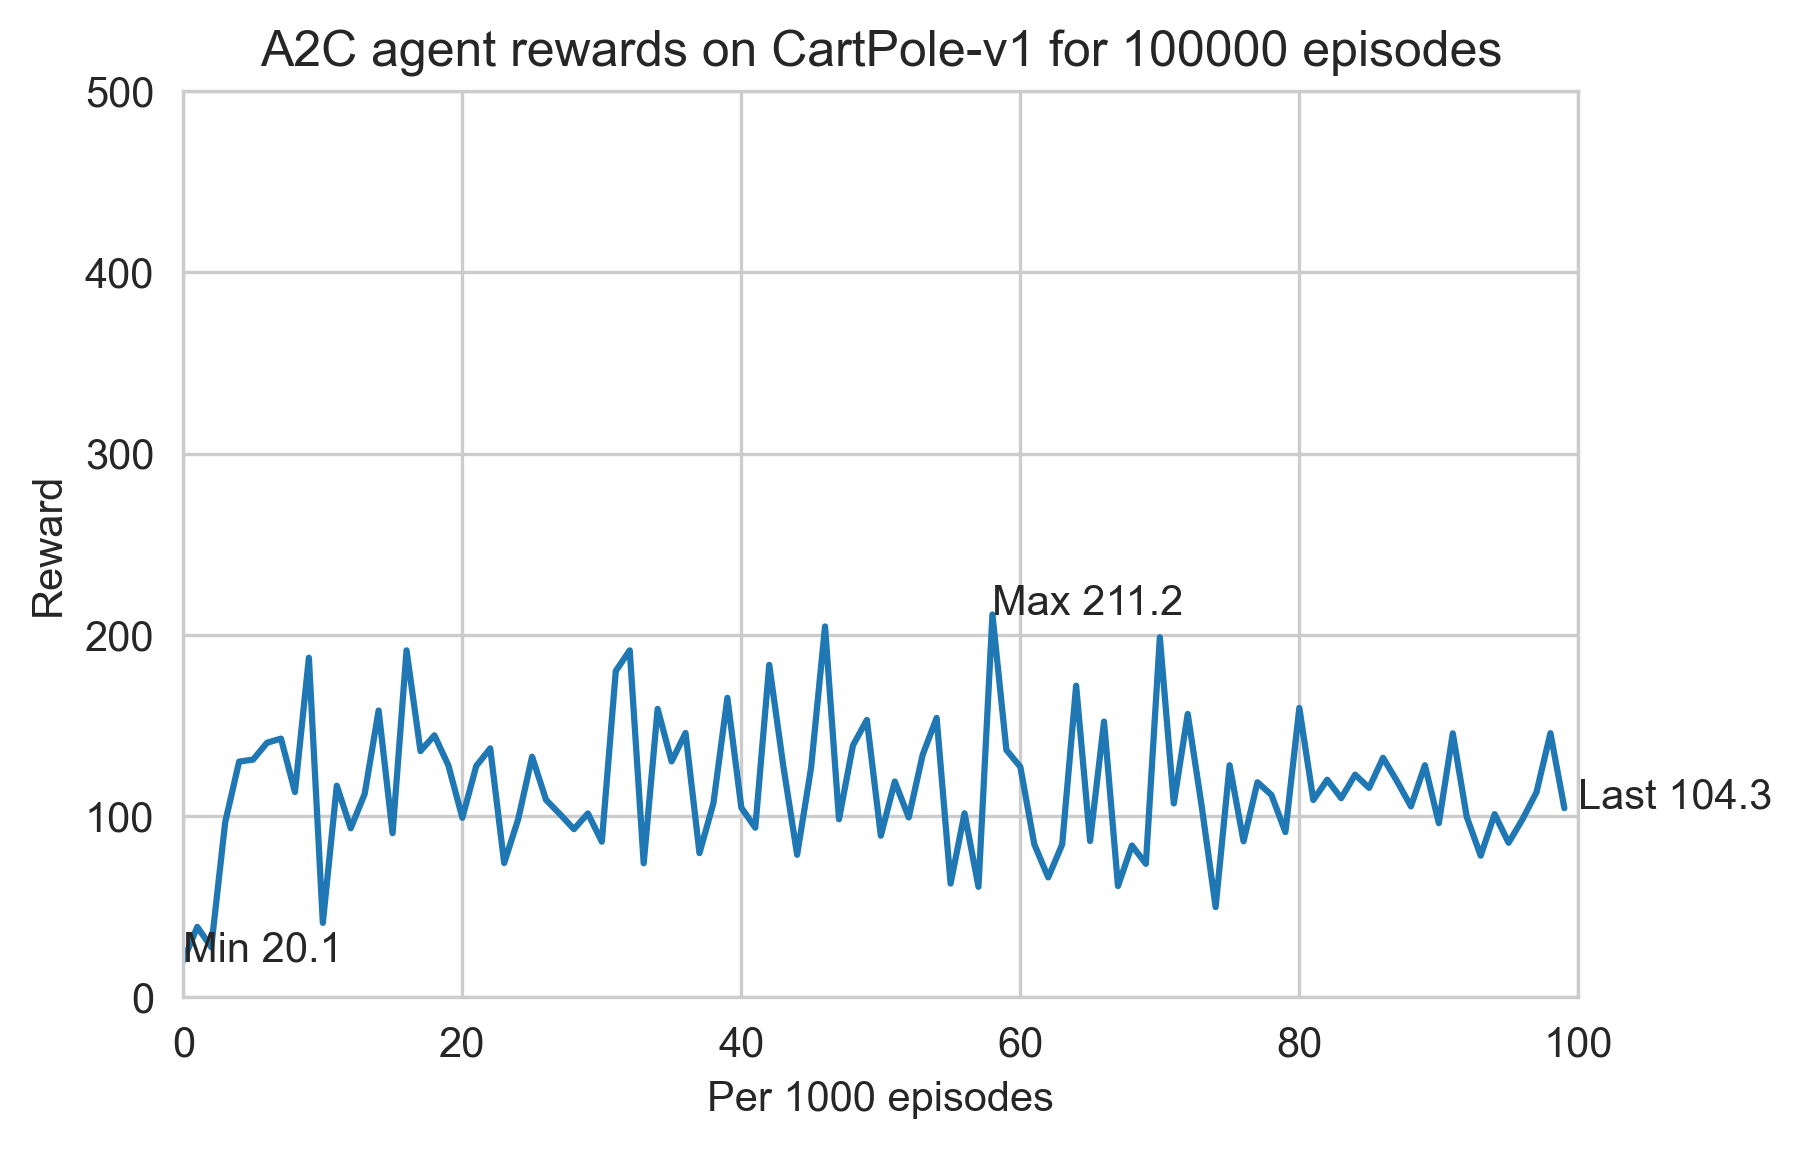 A2C agent rewards on CartPole-v1 for 100000 episodes
500
400
300
200
100
0
Reward
Max 211.2
Last 104.3
Min 20.1
0 20 40 60 80 100
Per 1000 episodes